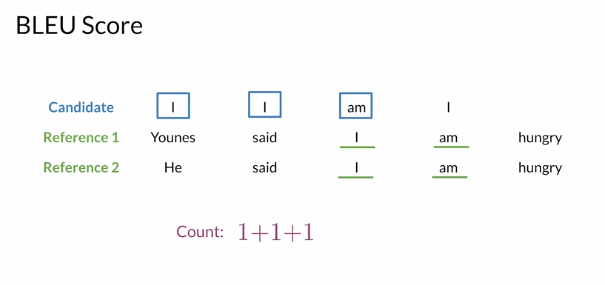 BLEU Score
Candidate I I am I
Reference 1 Younes said I am hungry
Reference 2 He said I am hungry
Count: 1+1+1